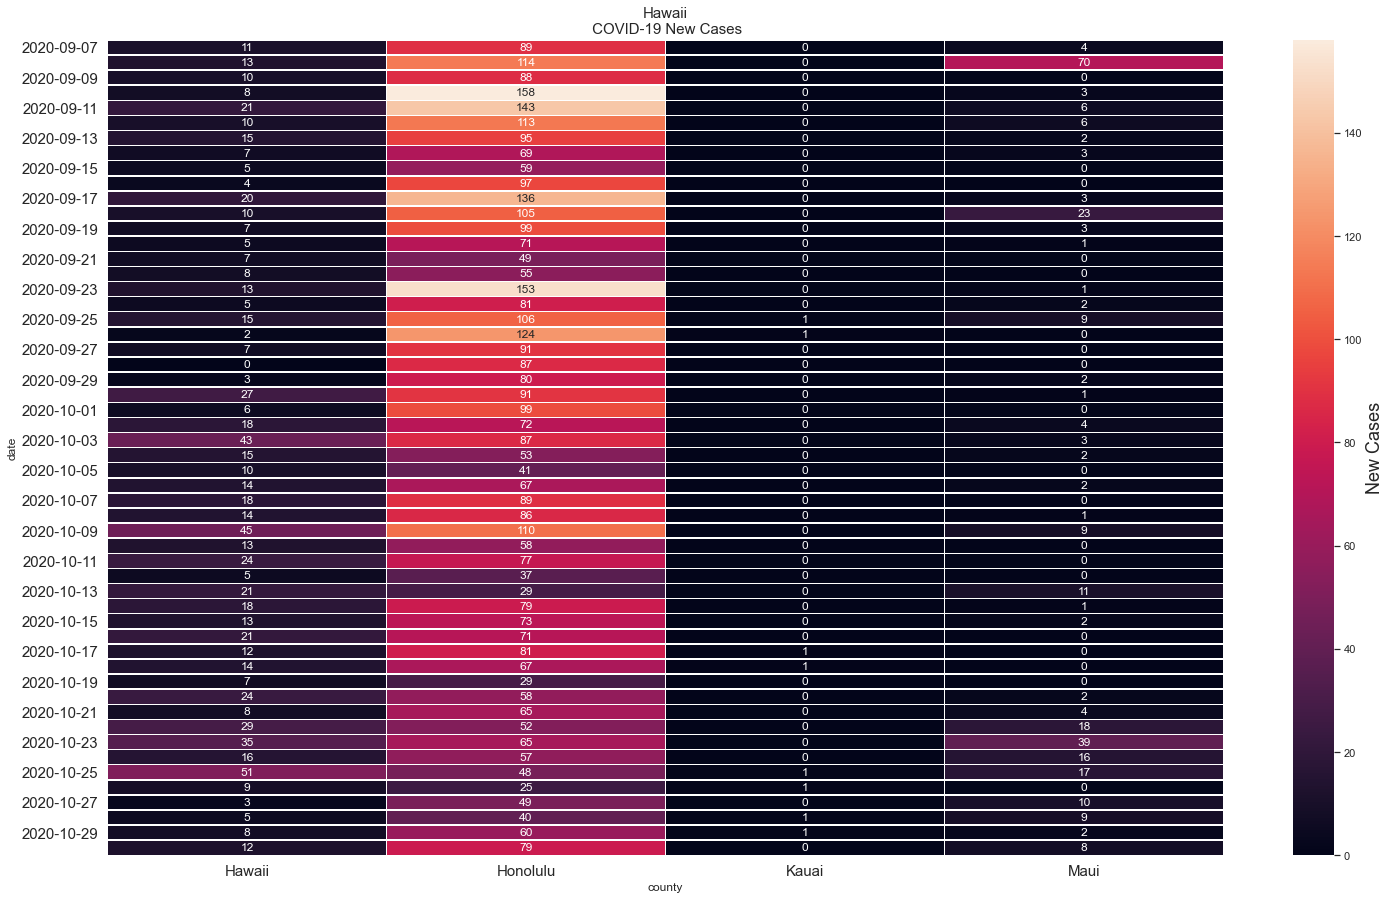 Hawaii
COVID-19 New Cases
2020-09-07 11 89 0 4
13 114 0 70
2020-09-09 10 88 0 0
8 158 0 3
2020-09-11 21 143 0 6
10 113 0 6
2020-09-13 15 95 0 2
7 69 0 3
2020-09-15 5 59 0 0
4 97 0 0
2020-09-17 20 136 0 3
10 105 0 23
2020-09-19 7 99 0 3
5 71 0 1
2020-09-21 7 49 0 0
8 55 0 0
2020-09-23 13 153 0 1
5 81 0 2
2020-09-25 15 106 1 9
2 124 1 0
2020-09-27 7 91 0 0
0 87 0 0
2020-09-29 3 80 0 2
27 91 0 1
2020-10-01 6 99 0 0
18 72 0 4
2020-10-03 43 87 0 3
15 53 0 2
2020-10-05 10 41 0 0
14 67 0 2
2020-10-07 18 89 0 0
14 86 0 1
2020-10-09 45 110 0 9
13 58 0 0
2020-10-11 24 77 0 0
5 37 0 0
2020-10-13 21 29 0 11
18 79 0 1
2020-10-15 13 73 0 2
21 71 0 0
2020-10-17 12 81 1 0
14 67 1 0
2020-10-19 7 29 0 0
24 58 0 2
2020-10-21 8 65 0 4
29 52 0 18
2020-10-23 35 65 0 39
16 57 0 16
2020-10-25 51 48 1 17
9 25 1 0
2020-10-27 3 49 0 10
5 40 1 9
2020-10-29 8 60 1 2
12 79 0 8
Hawaii Honolulu Kauai Maui
county
date
140
120
100
80
60
40
20
0
New Cases